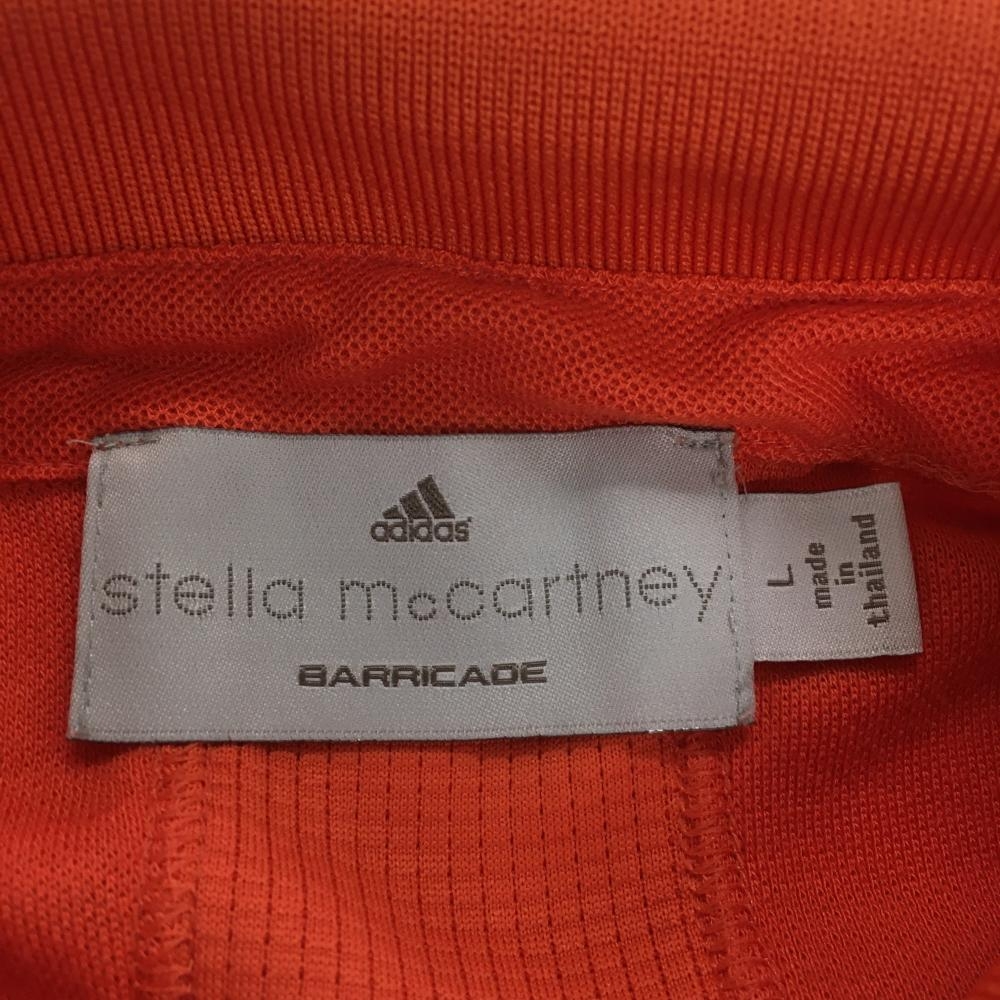 adidas
stella mccartney
BARRICADE
L
made
in
thailand